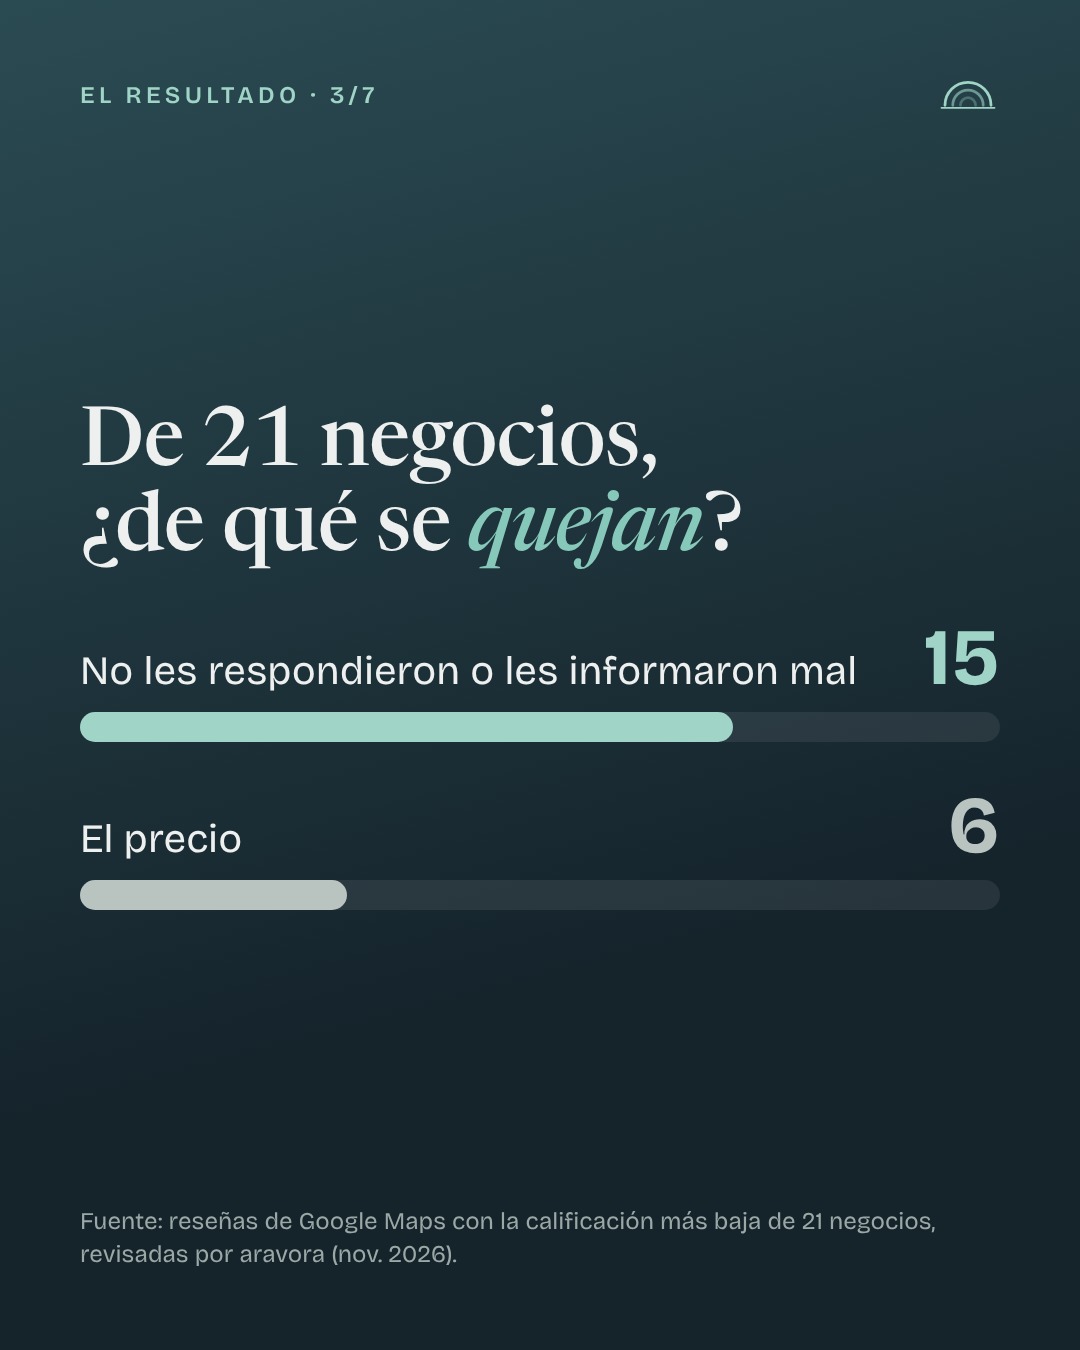 EL RESULTADO · 3/7
De 21 negocios,
¿de qué se quejan?
No les respondieron o les informaron mal
15
El precio
6
Fuente: reseñas de Google Maps con la calificación más baja de 21 negocios,
revisadas por aravora (nov. 2026).